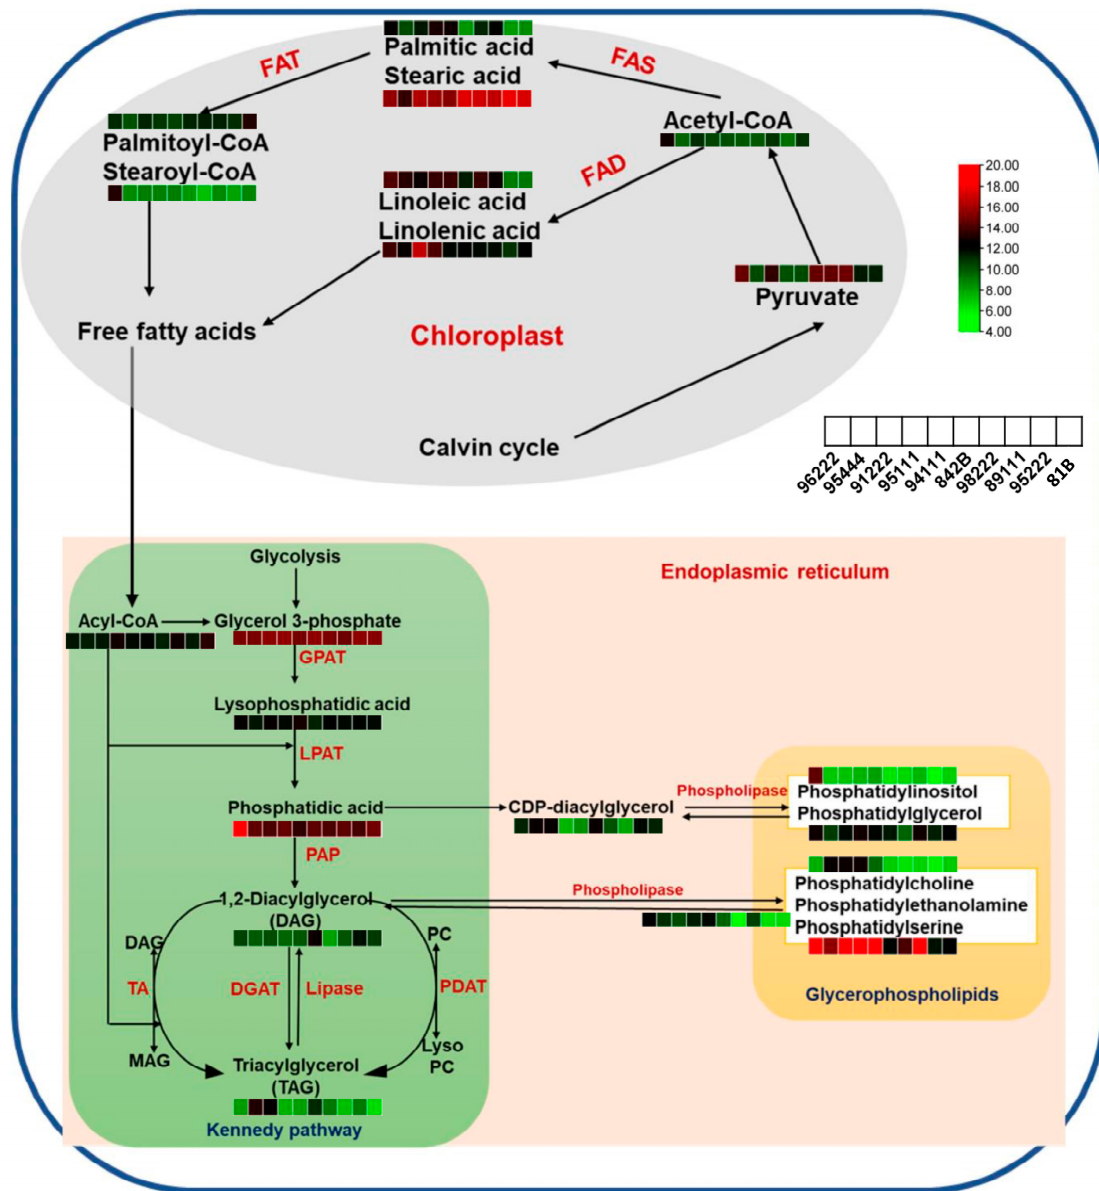 Palmitic acid
Stearic acid
FAT
FAS
Palmitoyl-CoA
Stearoyl-CoA
Acetyl-CoA
FAD
Linoleic acid
Linolenic acid
Pyruvate
Free fatty acids
Chloroplast
Calvin cycle
20.00
18.00
16.00
14.00
12.00
10.00
8.00
6.00
4.00
96222
95444
91222
95111
94111
842B
98222
89111
95222
81B
Endoplasmic reticulum
Glycolysis
Acyl-CoA
Glycerol 3-phosphate
GPAT
Lysophosphatidic acid
LPAT
Phosphatidic acid
PAP
CDP-diacylglycerol
Phospholipase
Phosphatidylinositol
Phosphatidylglycerol
1,2-Diacylglycerol
(DAG)
Phospholipase
Phosphatidylcholine
Phosphatidylethanolamine
Phosphatidylserine
Glycerophospholipids
DAG
PC
TA
DGAT
Lipase
PDAT
MAG
Lyso
PC
Triacylglycerol
(TAG)
Kennedy pathway